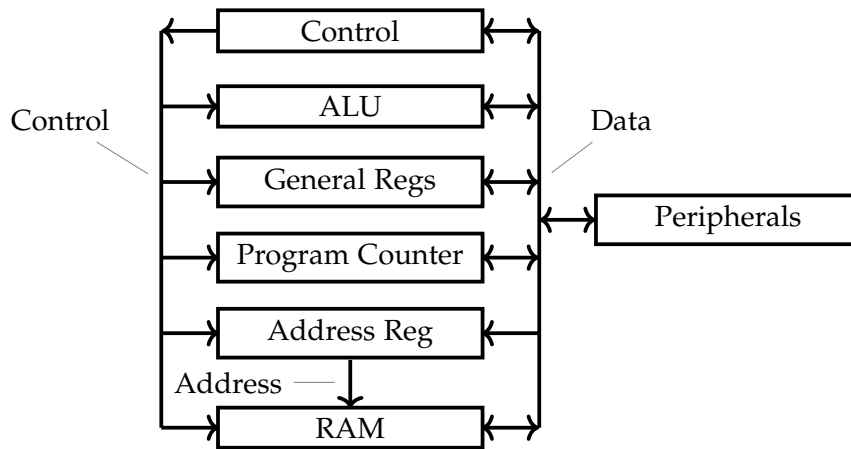 Control
ALU
Control
Data
General Regs
Peripherals
Program Counter
Address Reg
Address
RAM